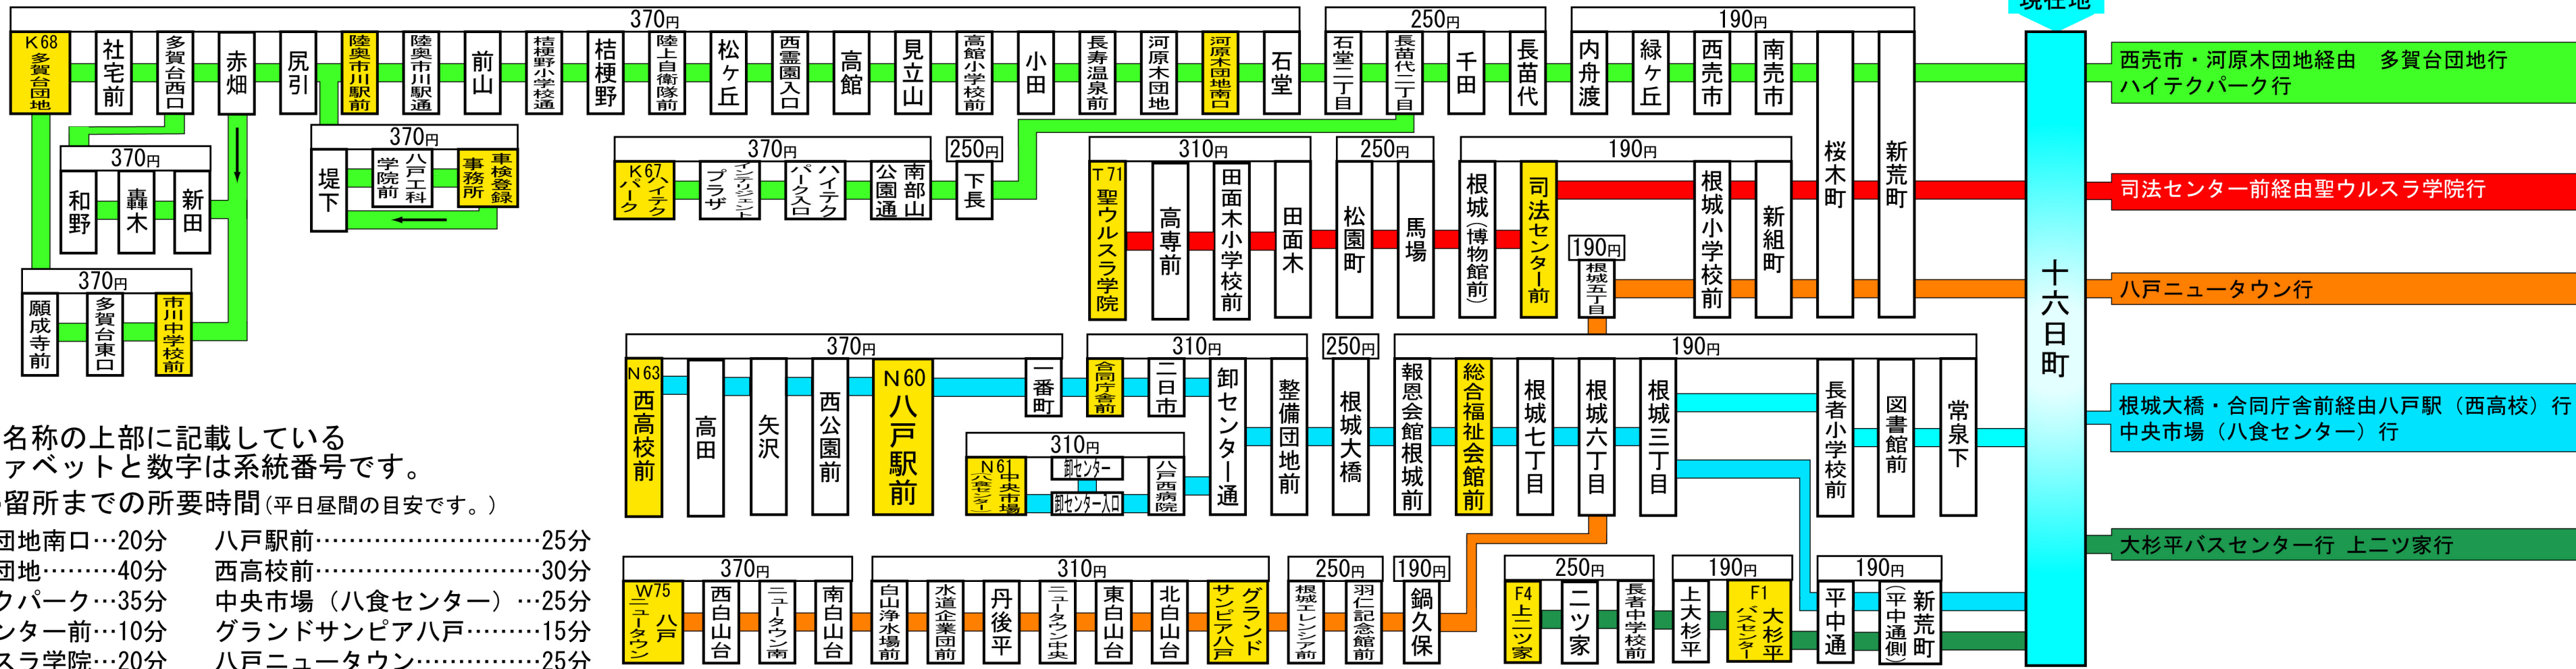 現在地
370円
250円
190円
K68 多賀台団地
社宅前
多賀台西口
赤畑
尻引
陸奥市川駅前
陸奥市川駅通
前山
桔梗野小学校通
桔梗野
陸上自衛隊前
松ヶ丘
西霊園入口
高館
見立山
高館小学校前
小田
長寿温泉前
河原木団地
河原木団地南口
石堂
石堂二丁目
長苗代二丁目
千田
長苗代
内舟渡
緑ヶ丘
西売市
南売市
桜木町
新荒町
十六日町
西売市・河原木団地経由 多賀台団地行
ハイテクパーク行
370円
和野
轟木
新田
370円
堤下
八戸工科学院前
車検登録事務所
370円
250円
K67 ハイテクパーク
インテリジェントプラザ
ハイテクパーク入口
南部山公園通
下長
310円
250円
190円
T71 聖ウルスラ学院
高専前
田面木小学校前
田面木
松園町
馬場
根城(博物館前)
司法センター前
根城小学校前
新組町
司法センター前経由聖ウルスラ学院行
370円
願成寺前
多賀台東口
市川中学校前
190円
根城五丁目
八戸ニュータウン行
370円
310円
250円
190円
N63 西高校前
高田
矢沢
西公園前
N60 八戸駅前
一番町
合同庁舎前
二日市
卸センター通
整備団地前
根城大橋
報恩会館根城前
総合福祉会館前
根城七丁目
根城六丁目
根城三丁目
長者小学校前
図書館前
常泉下
根城大橋・合同庁舎前経由八戸駅(西高校)行
中央市場(八食センター)行
310円
N61 中央市場(八食センター)
卸センター
卸センター入口
八戸西病院
大杉平バスセンター行 上ニツ家行
370円
310円
250円
190円
W75 八戸ニュータウン
西白山台
ニュータウン南
南白山台
白山浄水場前
水道企業団前
丹後平
ニュータウン中央
東白山台
北白山台
グランドサンピア八戸
根城エレンシア前
羽仁記念館前
鍋久保
250円
190円
190円
F4 上ニツ家
ニツ家
長者中学校前
上大杉平
F1 大杉平バスセンター
平中通
新荒町(平中通側)
名称の上部に記載している
ァベットと数字は系統番号です。
留所までの所要時間(平日昼間の目安です。)
団地南口…20分 八戸駅前………………………25分
団地………40分 西高校前………………………30分
クパーク…35分 中央市場(八食センター)…25分
ンター前…10分 グランドサンピア八戸………15分
スラ学院…20分 八戸ニュータウン……………25分